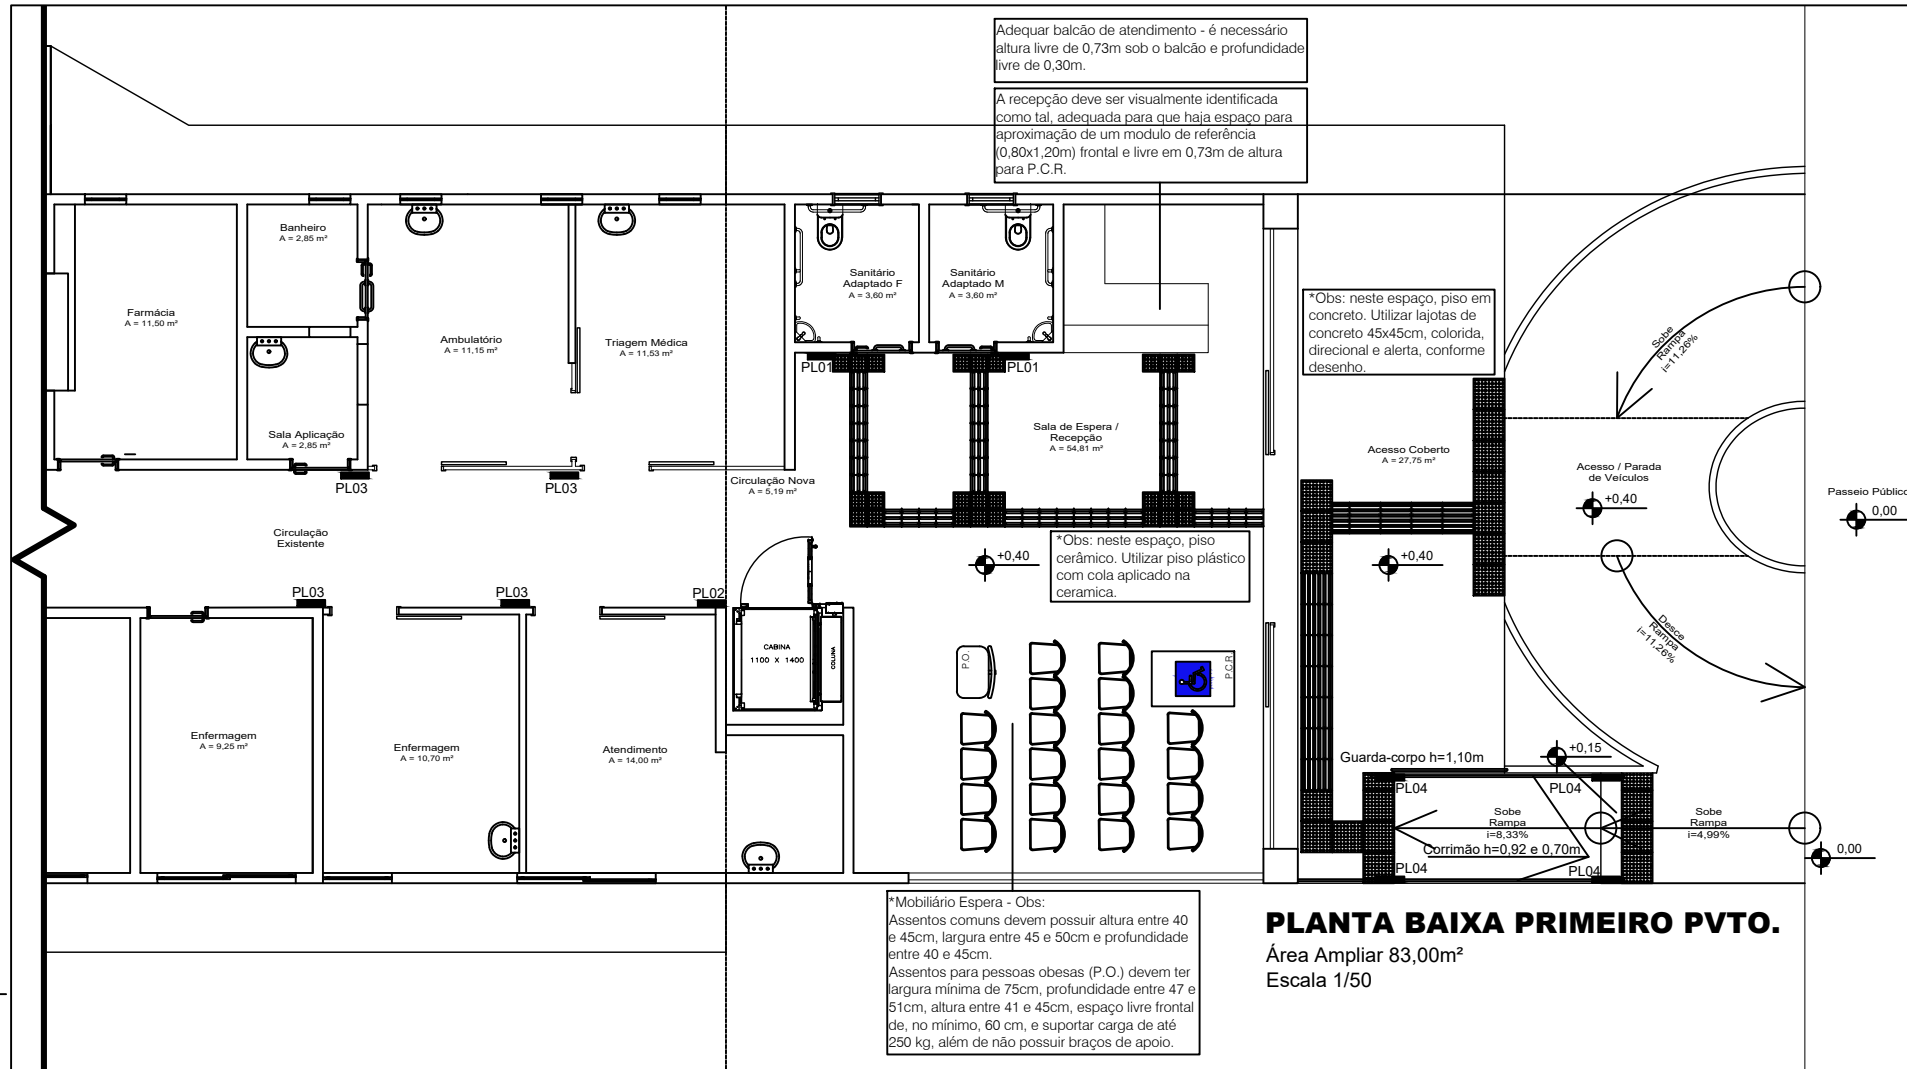 Adequar balcão de atendimento - é necessário
altura livre de 0,73m sob o balcão e profundidade
livre de 0,30m.
A recepção deve ser visualmente identificada
como tal, adequada para que haja espaço para
aproximação de um modulo de referência
(0,80x1,20m) frontal e livre em 0,73m de altura
para P.C.R.
Farmácia
A = 11,50 m²
Banheiro
A = 2,85 m²
Sala Aplicação
A = 2,85 m²
Ambulatório
A = 11,15 m²
Triagem Médica
A = 11,53 m²
Sanitário
Adaptado F
A = 3,60 m²
Sanitário
Adaptado M
A = 3,60 m²
PL01
PL01
*Obs: neste espaço, piso em
concreto. Utilizar lajotas de
concreto 45x45cm, colorida,
direcional e alerta, conforme
desenho.
Sobe
Rampa
i=11,26%
Sala de Espera /
Recepção
A = 54,81 m²
Acesso Coberto
A = 27,75 m²
Acesso / Parada
de Veículos
+0,40
Passeio Público
0,00
PL03
PL03
Circulação Nova
A = 5,19 m²
Circulação
Existente
+0,40
*Obs: neste espaço, piso
cerâmico. Utilizar piso plástico
com cola aplicado na
ceramica.
+0,40
PL03
PL03
PL02
CABINA
1100 X 1400
COLUNA
P.O.
P.C.R
Desce
Rampa
i=11,26%
Enfermagem
A = 9,25 m²
Enfermagem
A = 10,70 m²
Atendimento
A = 14,00 m²
Guarda-corpo h=1,10m
+0,15
PL04
PL04
Sobe
Rampa
i=8,33%
Sobe
Rampa
i=4,99%
Corrimão h=0,92 e 0,70m
PL04
PL04
0,00
*Mobiliário Espera - Obs:
Assentos comuns devem possuir altura entre 40
e 45cm, largura entre 45 e 50cm e profundidade
entre 40 e 45cm.
Assentos para pessoas obesas (P.O.) devem ter
largura mínima de 75cm, profundidade entre 47 e
51cm, altura entre 41 e 45cm, espaço livre frontal
de, no mínimo, 60 cm, e suportar carga de até
250 kg, além de não possuir braços de apoio.
PLANTA BAIXA PRIMEIRO PVTO.
Área Ampliar 83,00m²
Escala 1/50